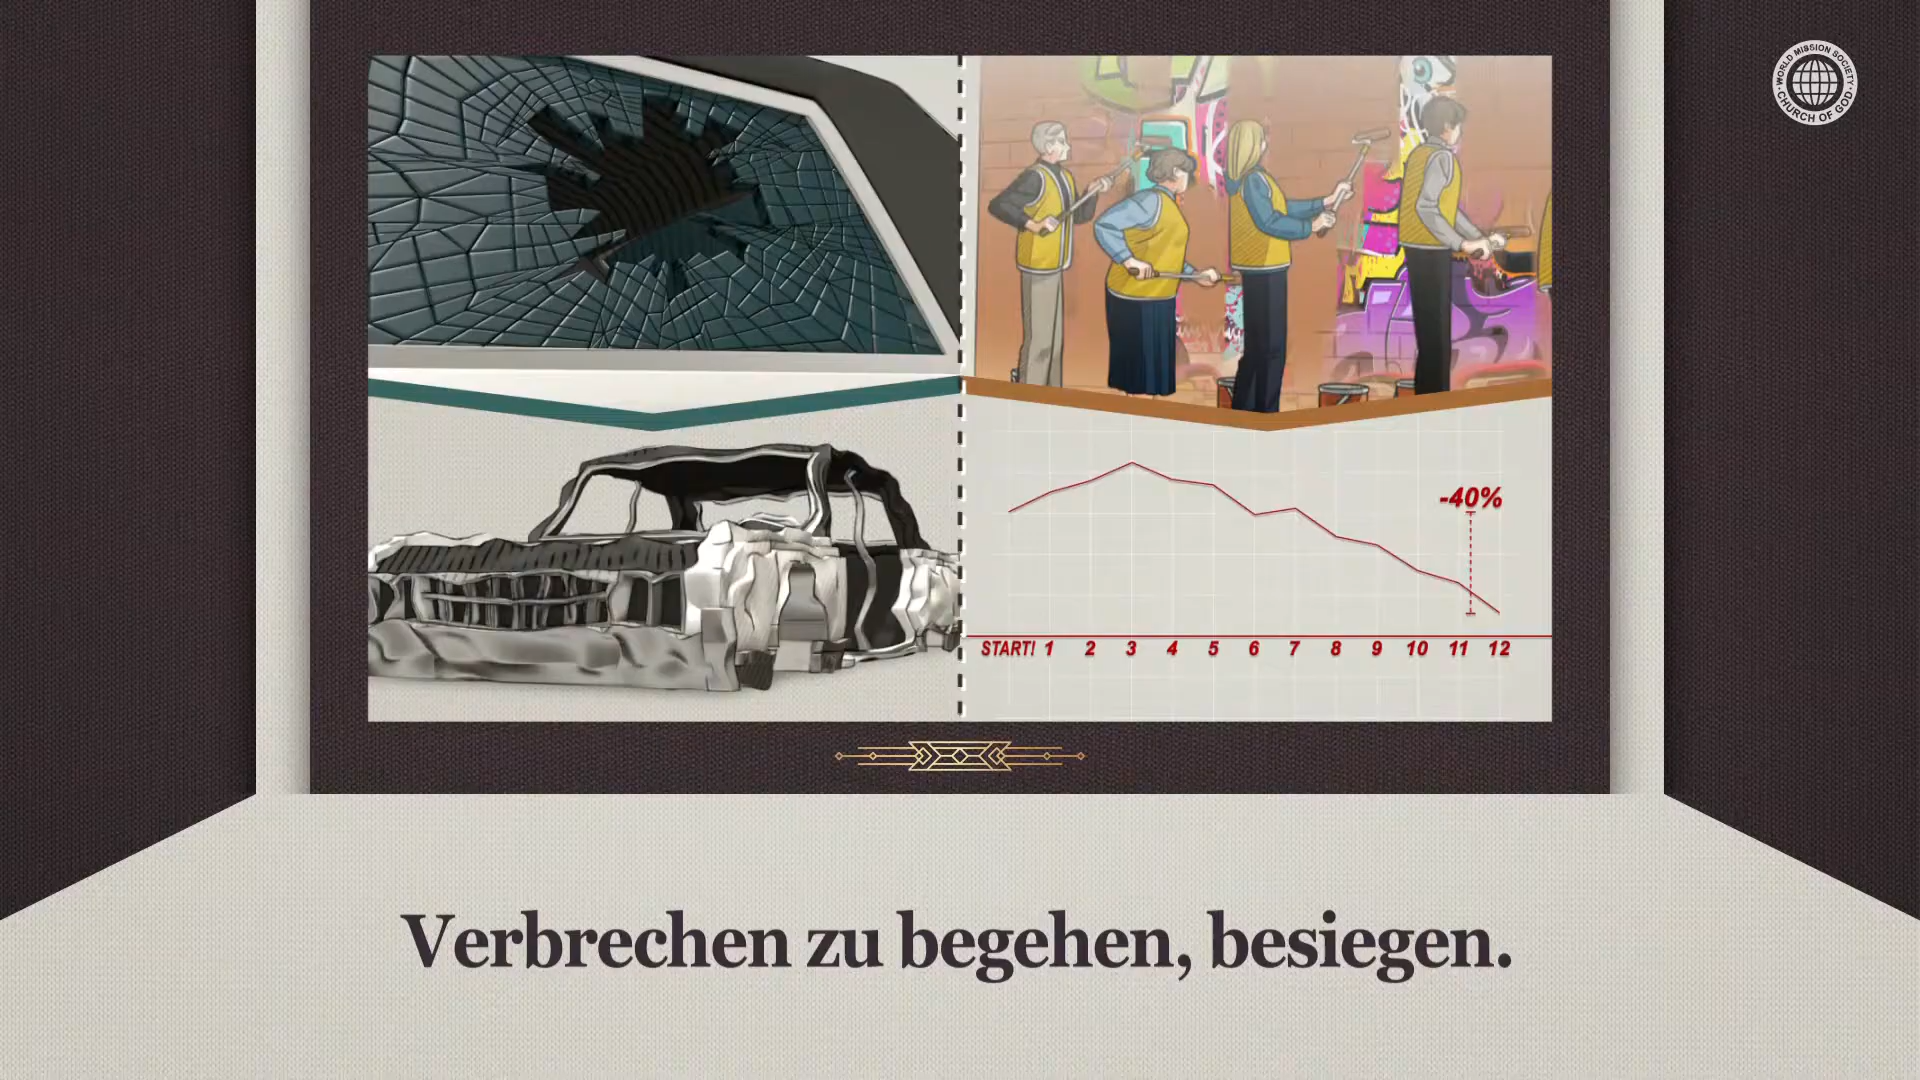 WORLD MISSION SOCIETY
CHURCH OF GOD
-40%
START! 1 2 3 4 5 6 7 8 9 10 11 12
Verbrechen zu begehen, besiegen.